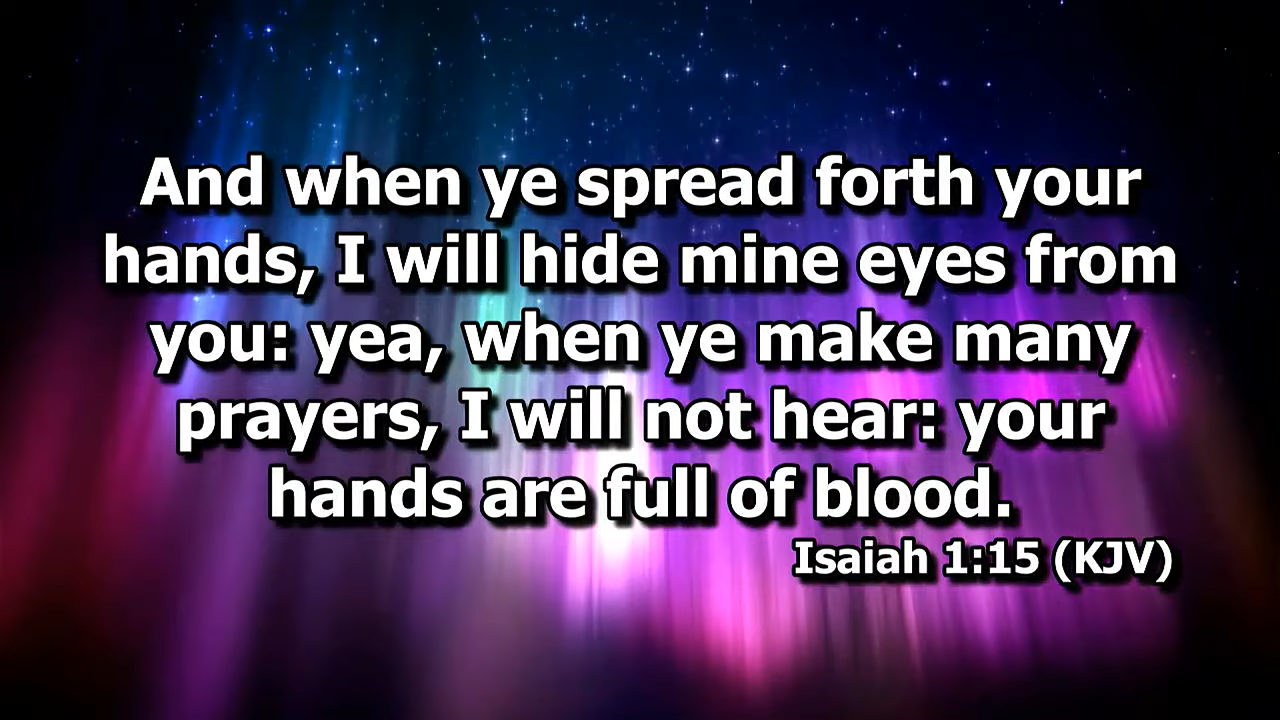 And when ye spread forth your
hands, I will hide mine eyes from
you: yea, when ye make many
prayers, I will not hear: your
hands are full of blood.
Isaiah 1:15 (KJV)